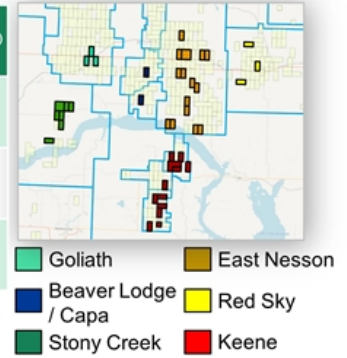 Goliath
East Nesson
Beaver Lodge
/ Capa
Red Sky
Stony Creek
Keene